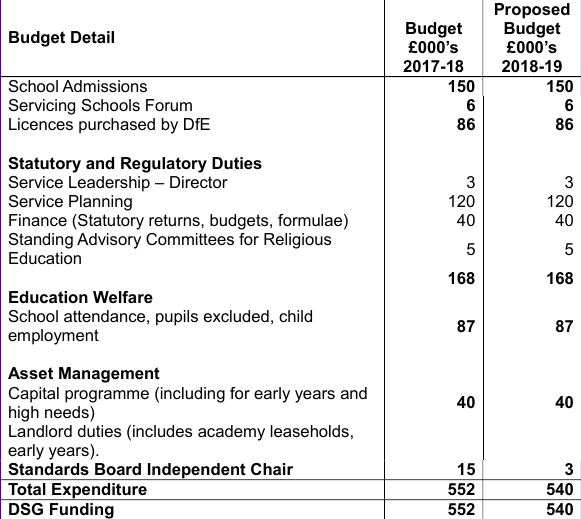 Budget Detail
Budget £000's 2017-18
Proposed Budget £000’s 2018-19
School Admissions 150 150
Servicing Schools Forum 6 6
Licences purchased by DfE 86 86
Statutory and Regulatory Duties
Service Leadership – Director 3 3
Service Planning 120 120
Finance (Statutory returns, budgets, formulae) 40 40
Standing Advisory Committees for Religious
Education 5 5
168 168
Education Welfare
School attendance, pupils excluded, child
employment 87 87
Asset Management
Capital programme (including for early years and
high needs) 40 40
Landlord duties (includes academy leaseholds,
early years).
Standards Board Independent Chair 15 3
Total Expenditure 552 540
DSG Funding 552 540